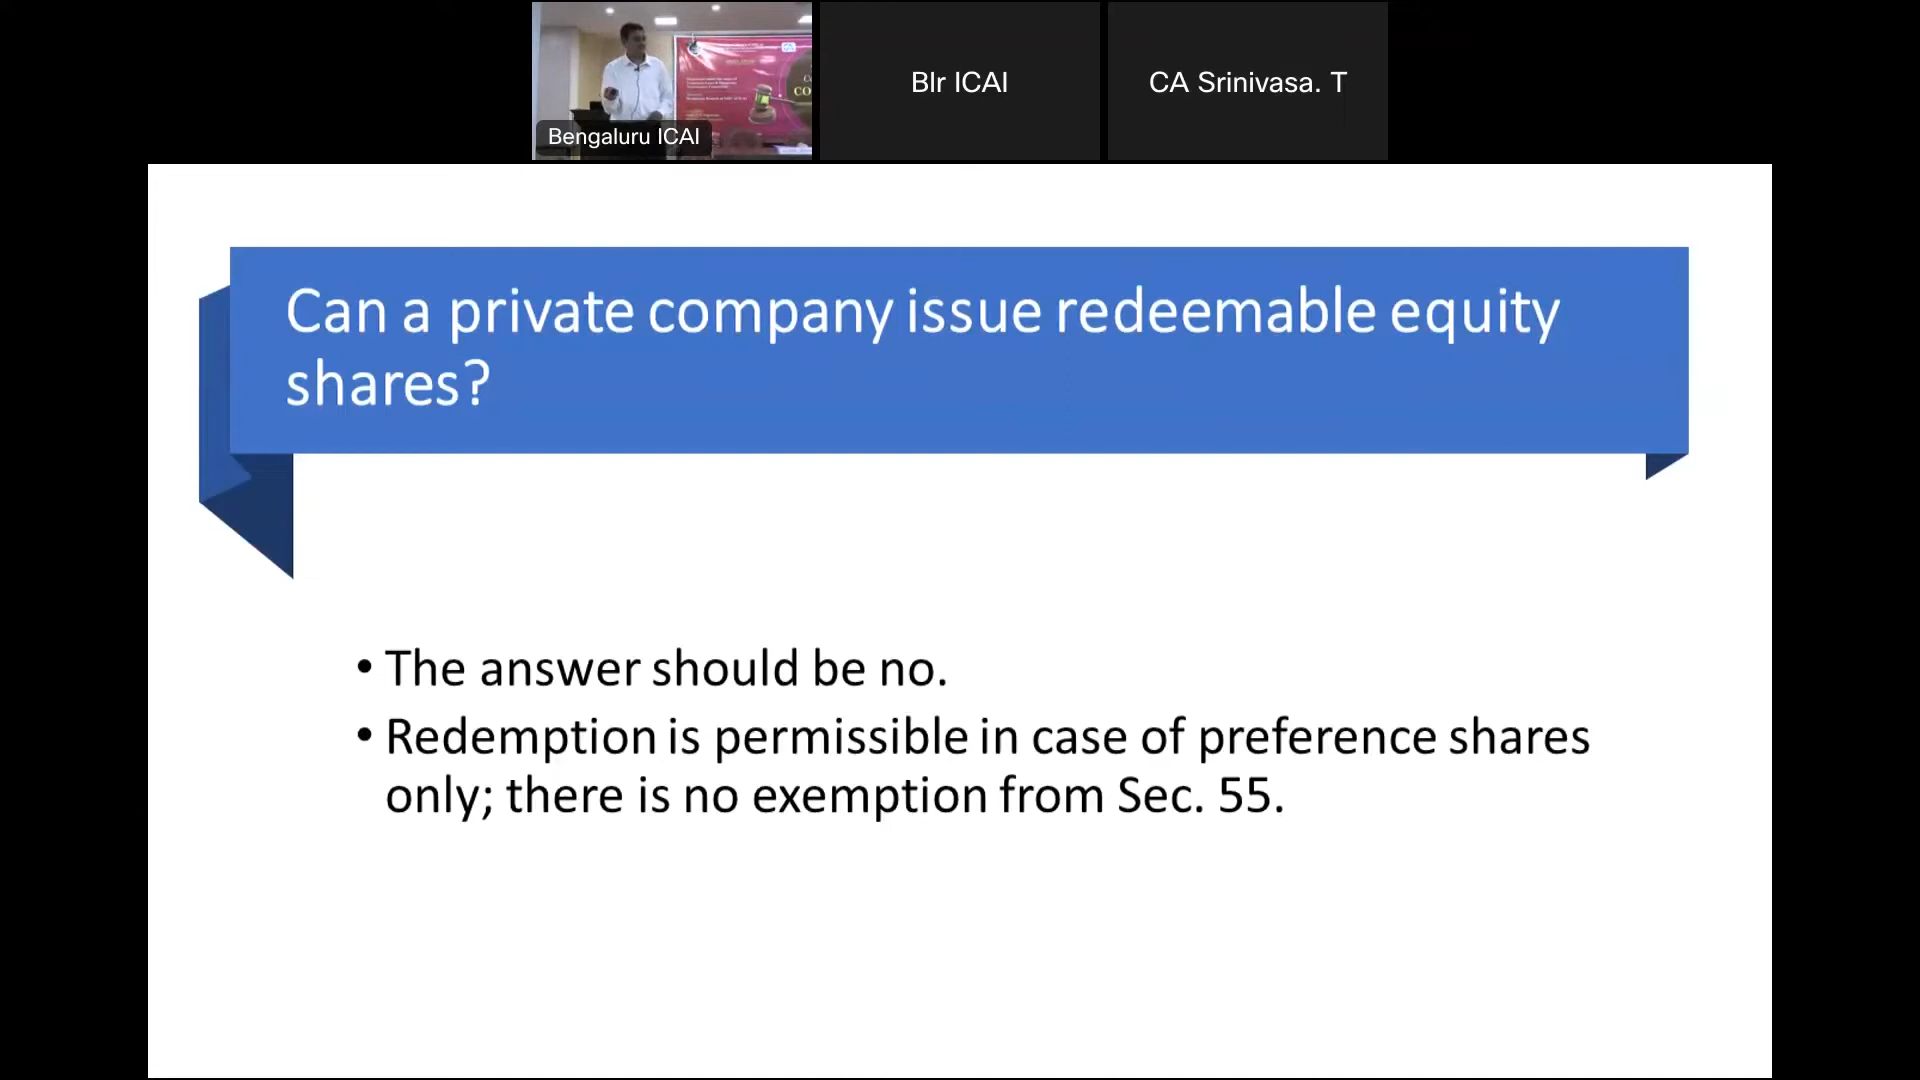 Bengaluru ICAI
Blr ICAI
CA Srinivasa. T
Can a private company issue redeemable equity
shares?
• The answer should be no.
• Redemption is permissible in case of preference shares
only; there is no exemption from Sec. 55.